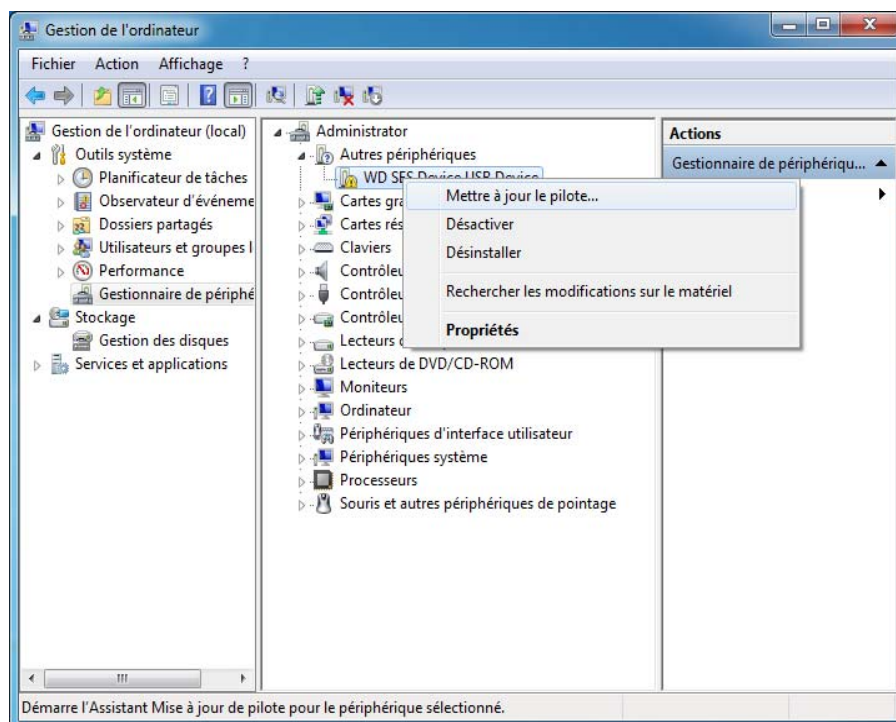 Gestion de l'ordinateur
Fichier Action Affichage ?
Gestion de l'ordinateur (local)
Outils système
Planificateur de tâches
Observateur d'événeme
Dossiers partagés
Utilisateurs et groupes l
Performance
Gestionnaire de périphé
Stockage
Gestion des disques
Services et applications
Administrator
Autres périphériques
WD SES Device USB Device
Cartes gra
Cartes rés
Claviers
Contrôleu
Contrôleu
Contrôleu
Lecteurs d
Lecteurs de DVD/CD-ROM
Moniteurs
Ordinateur
Périphériques d'interface utilisateur
Périphériques système
Processeurs
Souris et autres périphériques de pointage
Mettre à jour le pilote...
Désactiver
Désinstaller
Rechercher les modifications sur le matériel
Propriétés
Actions
Gestionnaire de périphériqu...
Démarre l'Assistant Mise à jour de pilote pour le périphérique sélectionné.